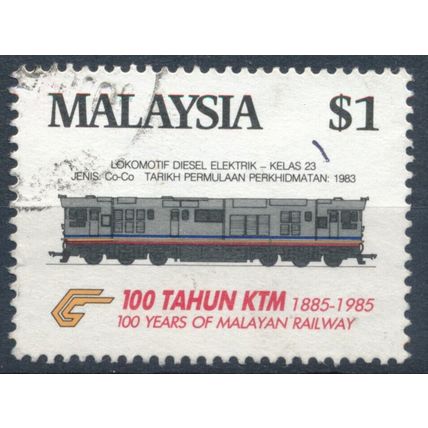 MALAYSIA $1
LOKOMOTIF DIESEL ELEKTRIK – KELAS 23
JENIS: Co-Co TARIKH PERMULAAN PERKHIDMATAN: 1983
100 TAHUN KTM 1885-1985
100 YEARS OF MALAYAN RAILWAY